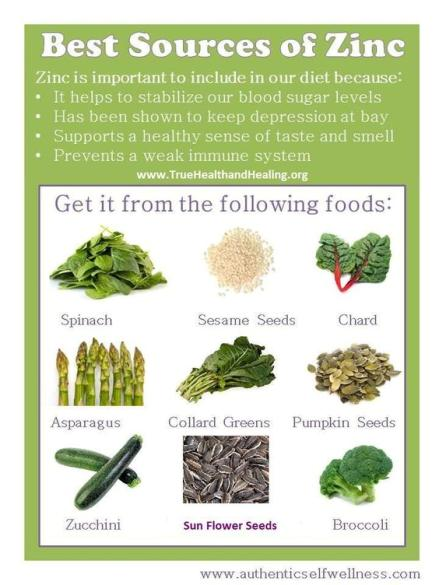 Best Sources of Zinc
Zinc is important to include in our diet because:
• It helps to stabilize our blood sugar levels
• Has been shown to keep depression at bay
• Supports a healthy sense of taste and smell
• Prevents a weak immune system
www.TrueHealthandHealing.org
Get it from the following foods:
Spinach Sesame Seeds Chard
Asparagus Collard Greens Pumpkin Seeds
Zucchini Sun Flower Seeds Broccoli
www.authenticselfwellness.com